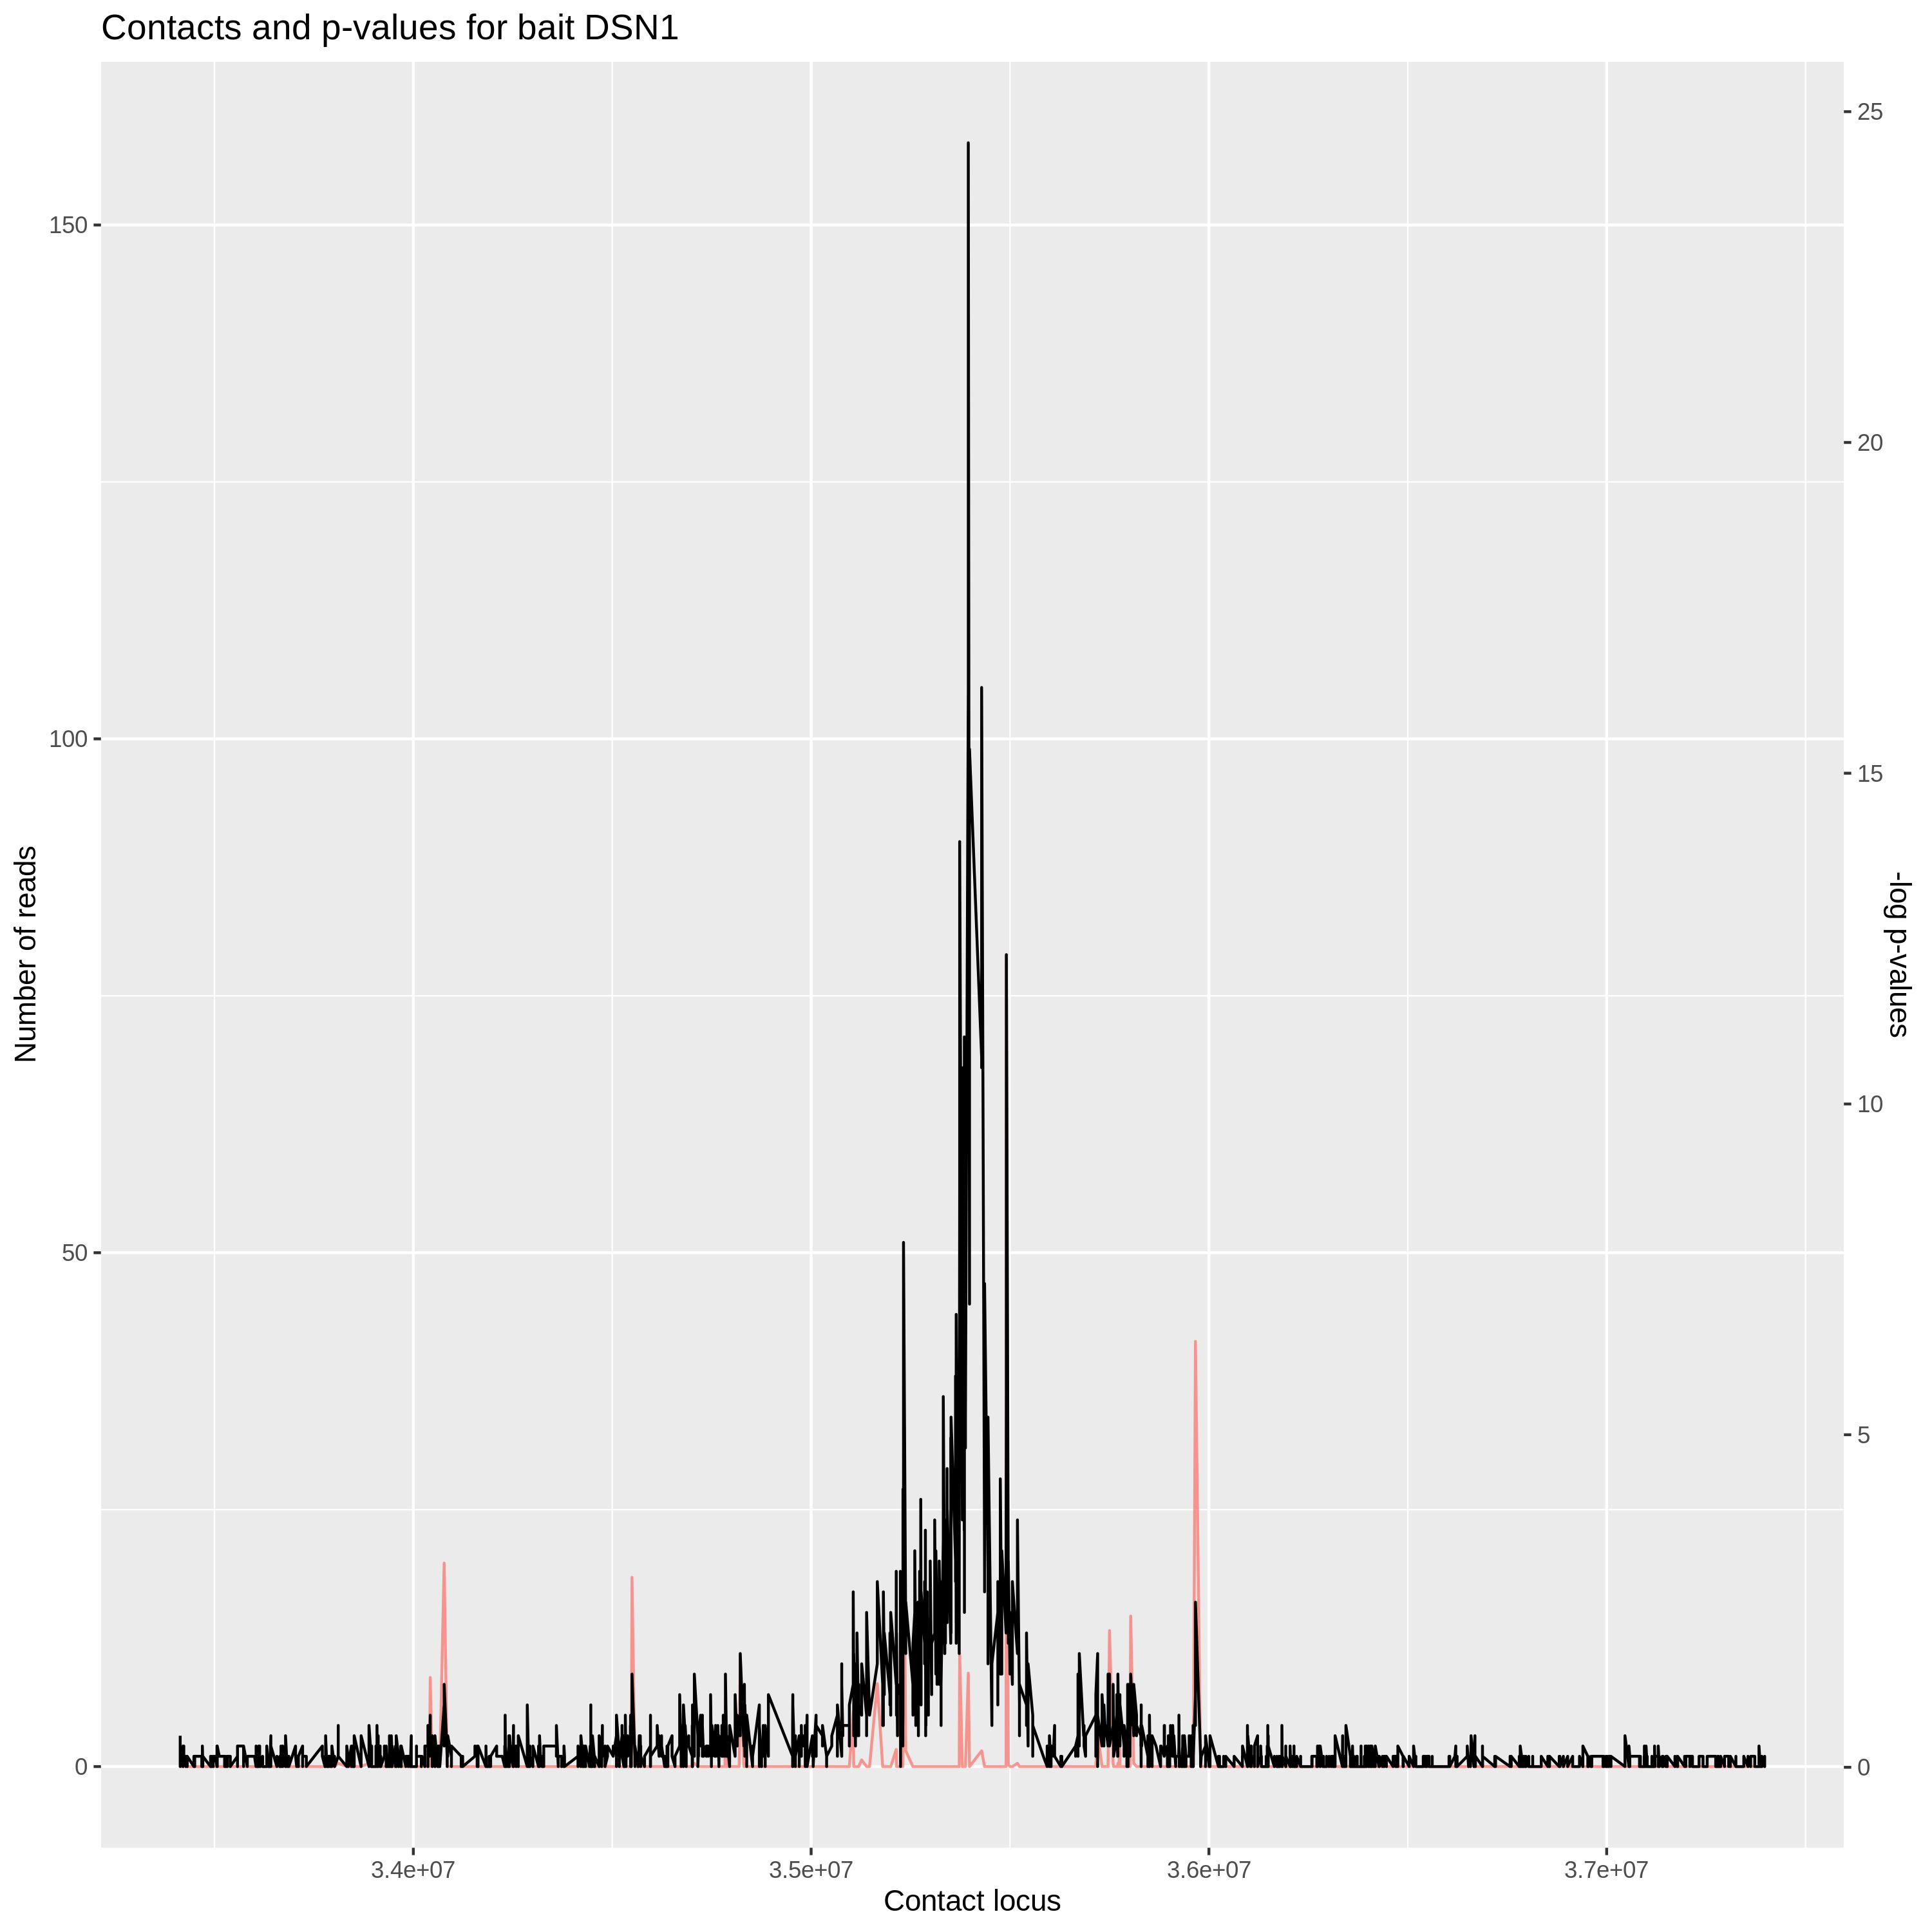 Contacts and p-values for bait DSN1
150
100
50
0
Number of reads
25
20
15
10
5
0
-log p-values
3.4e+07
3.5e+07
3.6e+07
3.7e+07
Contact locus